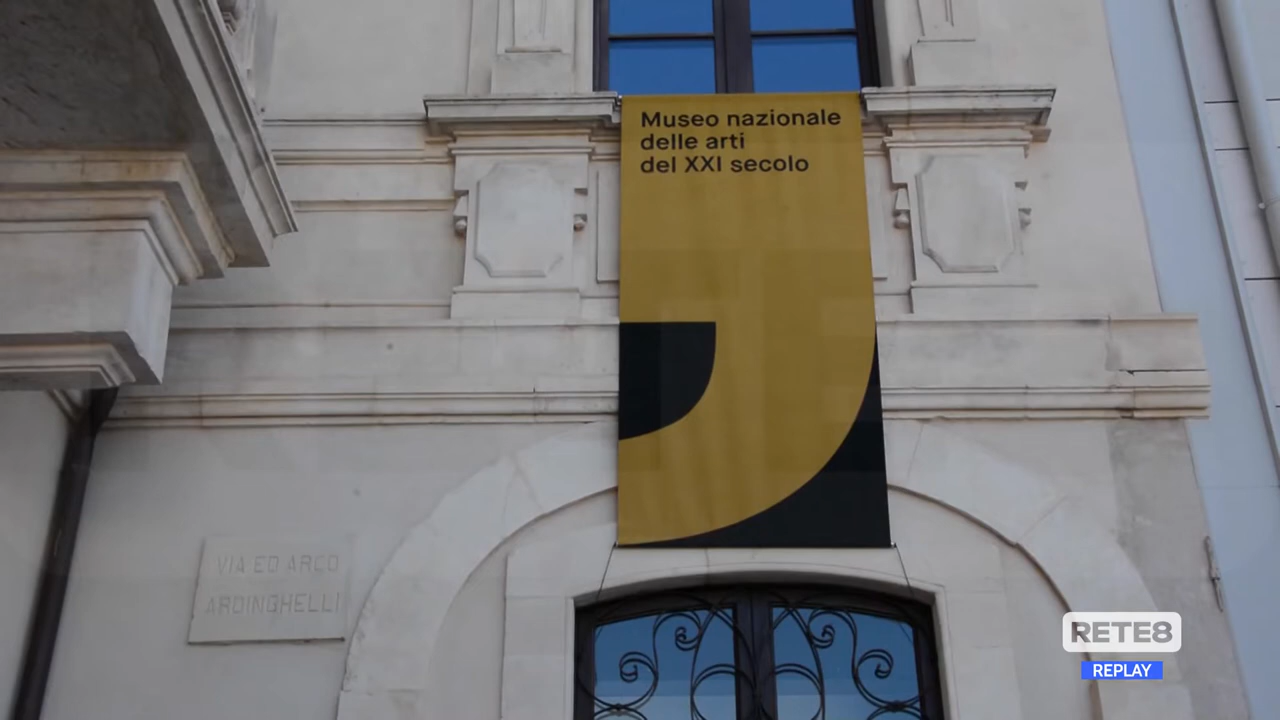 Museo nazionale
delle arti
del XXI secolo
VIA ED ARCO
ARDINGHELLI
RETE8
REPLAY